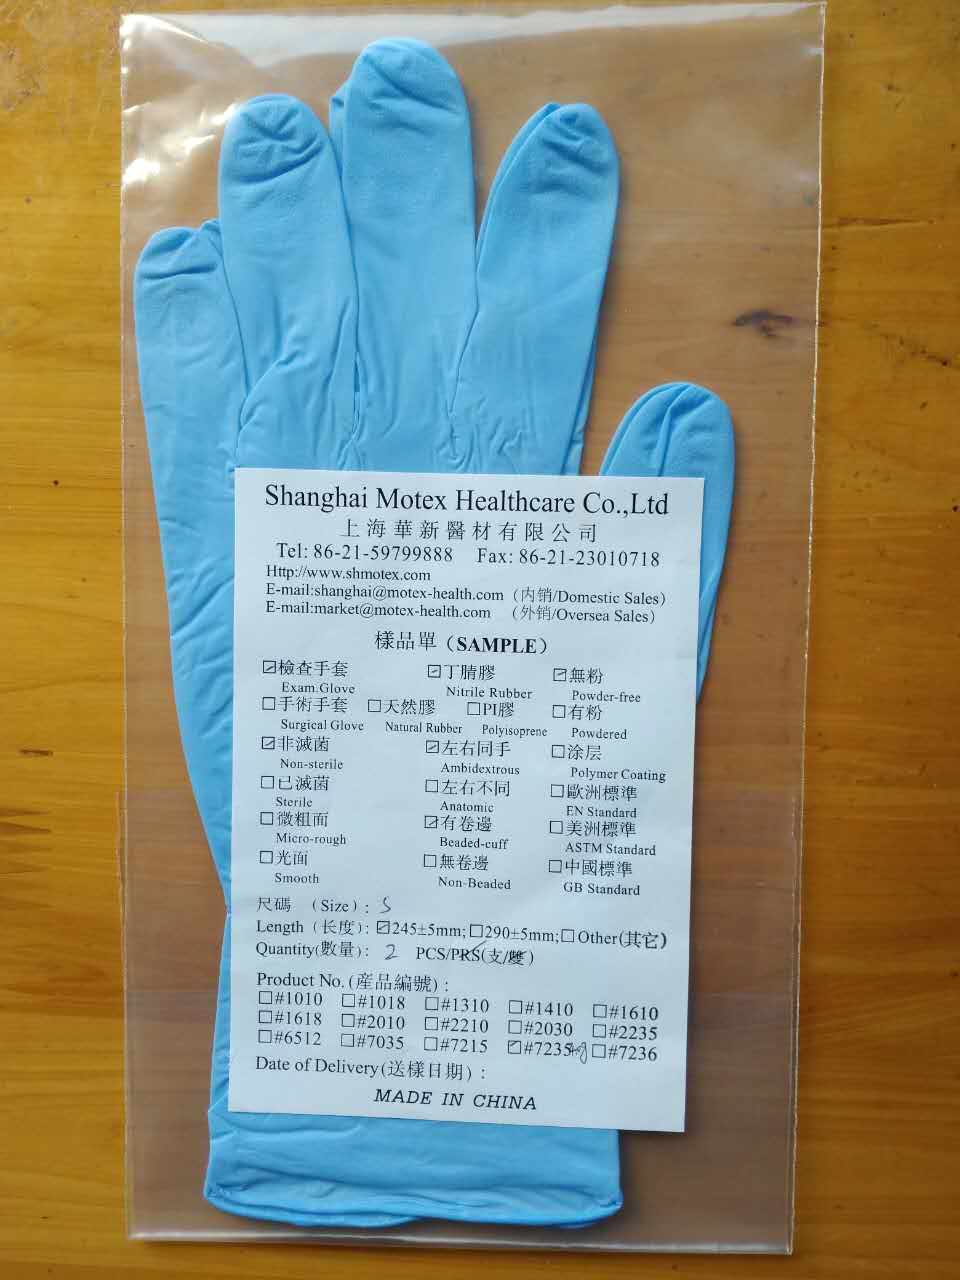 Shanghai Motex Healthcare Co.,Ltd
上海華新醫材有限公司
Tel: 86-21-59799888 Fax: 86-21-23010718
Http://www.shmotex.com
E-mail:shanghai@motex-health.com（内销/Domestic Sales）
E-mail:market@motex-health.com （外销/Oversea Sales）
樣品單（SAMPLE）
☑檢查手套 ☑丁腈膠 ☑無粉
Exam.Glove Nitrile Rubber Powder-free
☐手術手套 ☐天然膠 ☐PI膠 ☐有粉
Surgical Glove Natural Rubber Polyisoprene Powdered
☑非滅菌 ☑左右同手 ☐涂层
Non-sterile Ambidextrous Polymer Coating
☐已滅菌 ☐左右不同 ☐歐洲標準
Sterile Anatomic EN Standard
☐微粗面 ☑有卷邊 ☐美洲標準
Micro-rough Beaded-cuff ASTM Standard
☐光面 ☐無卷邊 ☐中國標準
Smooth Non-Beaded GB Standard
尺碼 （Size）: S
Length（长度）: ☑245±5mm; ☐290±5mm; ☐Other(其它)
Quantity(數量): 2 PCS/PRS(支/雙)
Product No.(産品編號)：
☐#1010 ☐#1018 ☐#1310 ☐#1410 ☐#1610
☐#1618 ☐#2010 ☐#2210 ☐#2030 ☐#2235
☐#6512 ☐#7035 ☐#7215 ☑#7235 ☐#7236
Date of Delivery(送樣日期)：
MADE IN CHINA